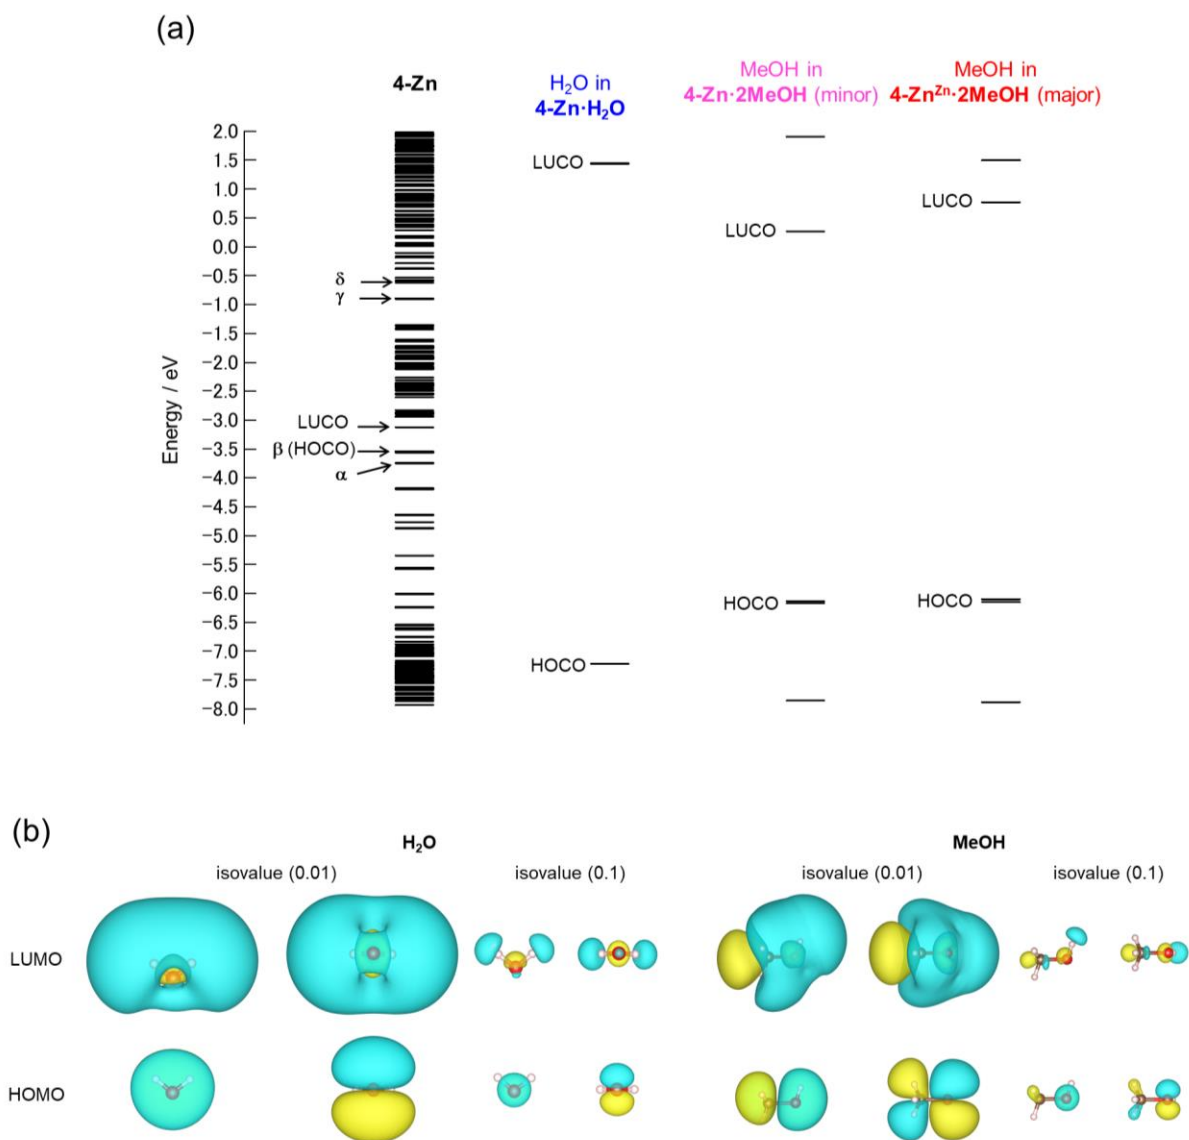 (a)
4-Zn
H₂O in
4-Zn·H₂O
MeOH in
4-Zn·2MeOH (minor)
MeOH in
4-Znᶻⁿ·2MeOH (major)
Energy / eV
2.0
1.5
1.0
0.5
0.0
−0.5
−1.0
−1.5
−2.0
−2.5
−3.0
−3.5
−4.0
−4.5
−5.0
−5.5
−6.0
−6.5
−7.0
−7.5
−8.0
δ
γ
LUCO
β (HOCO)
α
LUCO
HOCO
LUCO
HOCO
LUCO
HOCO
(b)
H₂O
MeOH
isovalue (0.01)
isovalue (0.1)
isovalue (0.01)
isovalue (0.1)
LUMO
HOMO